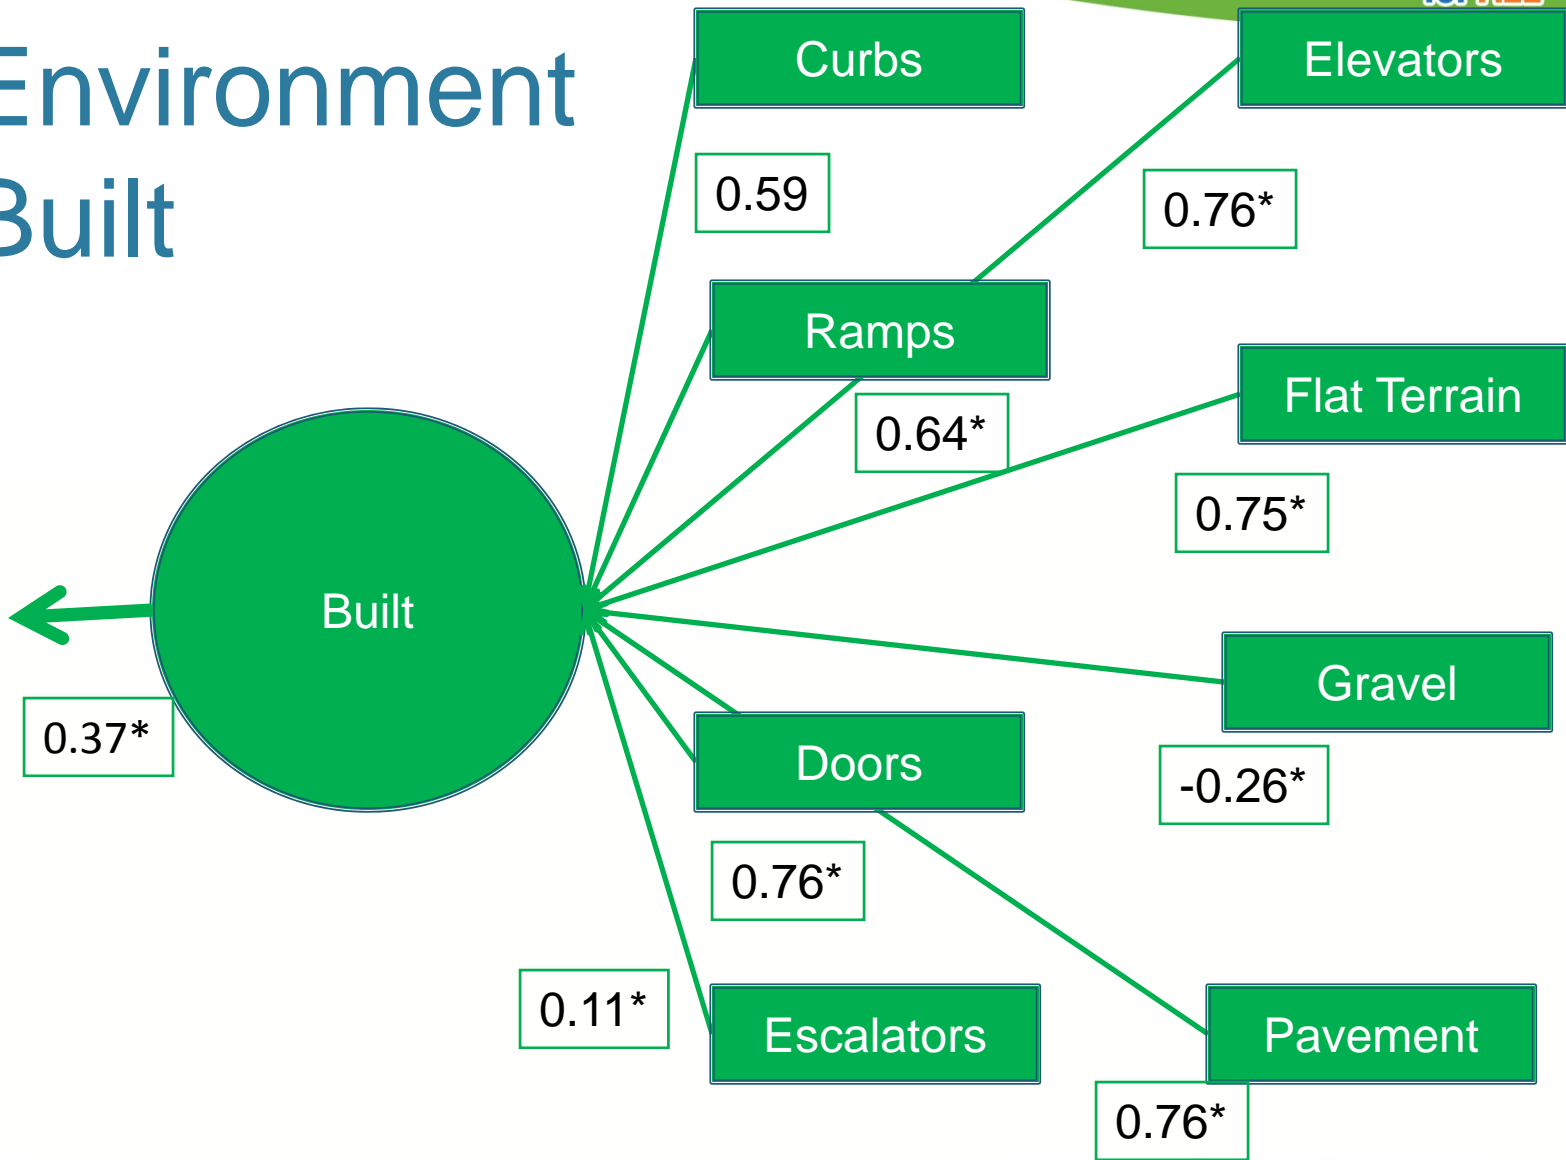 Environment
Built
Curbs
Elevators
0.59
0.76*
Ramps
0.64*
Flat Terrain
0.75*
Built
0.37*
Gravel
-0.26*
Doors
0.76*
0.11*
Escalators
Pavement
0.76*